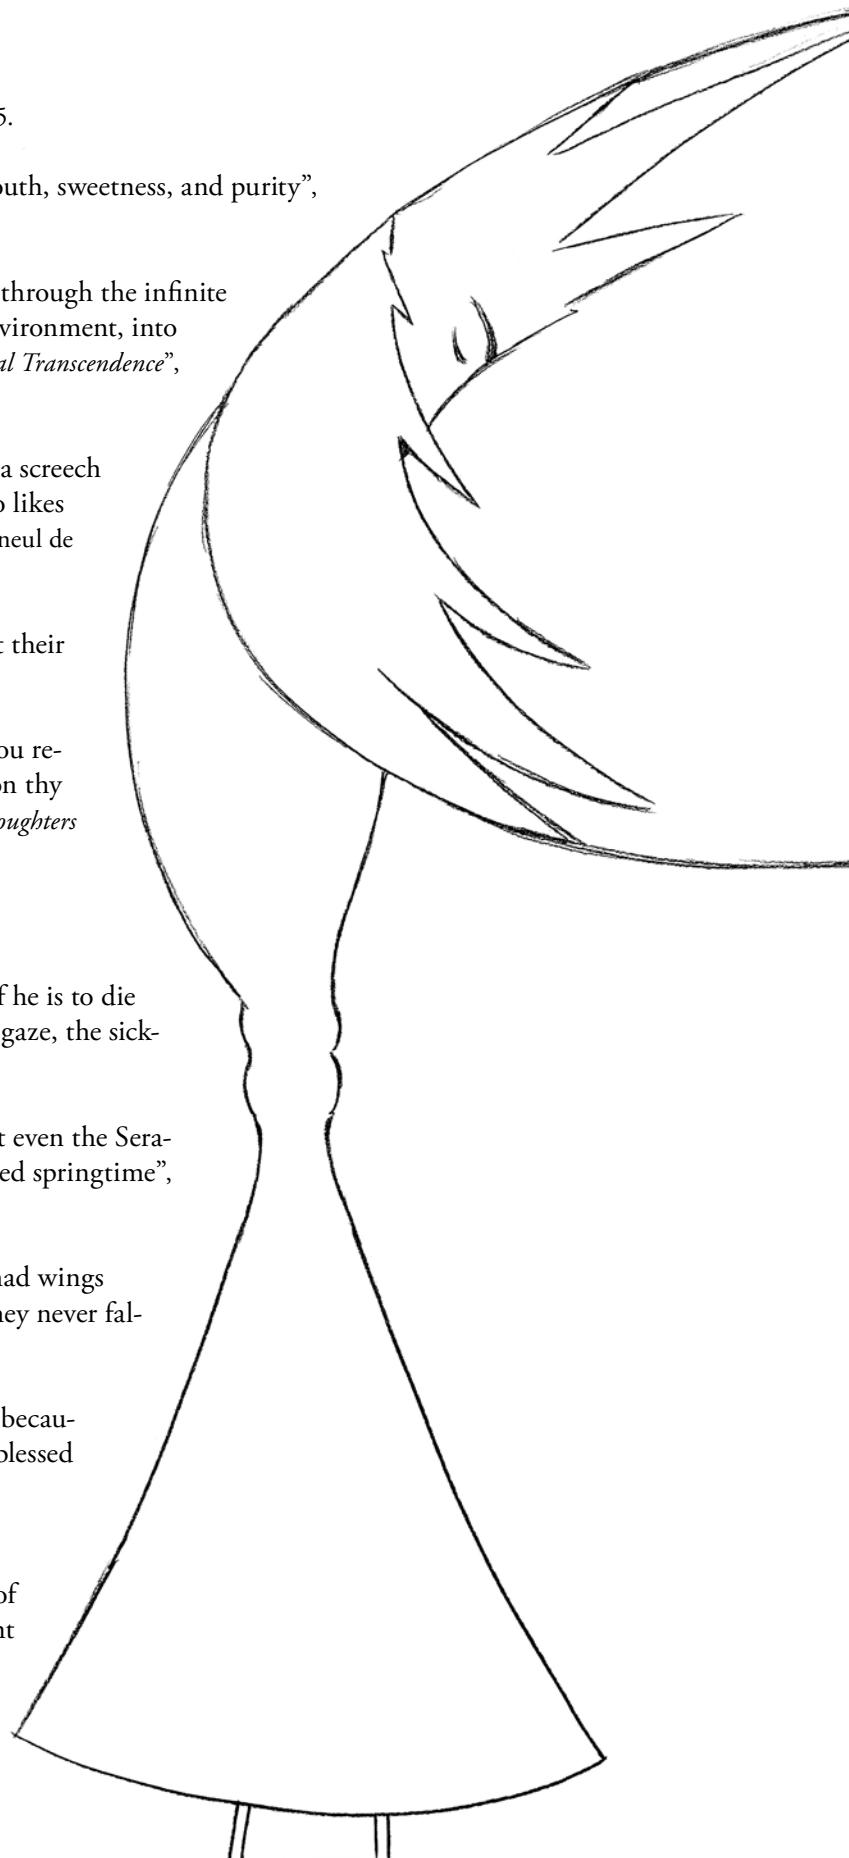 5.
outh, sweetness, and purity”,
through the infinite
vironment, into
al Transcendence”,
a screech
o likes
neul de
t their
ou re-
on thy
oughters
f he is to die
gaze, the sick-
t even the Sera-
ed springtime”,
had wings
hey never fal-
becau-
blessed
of
nt